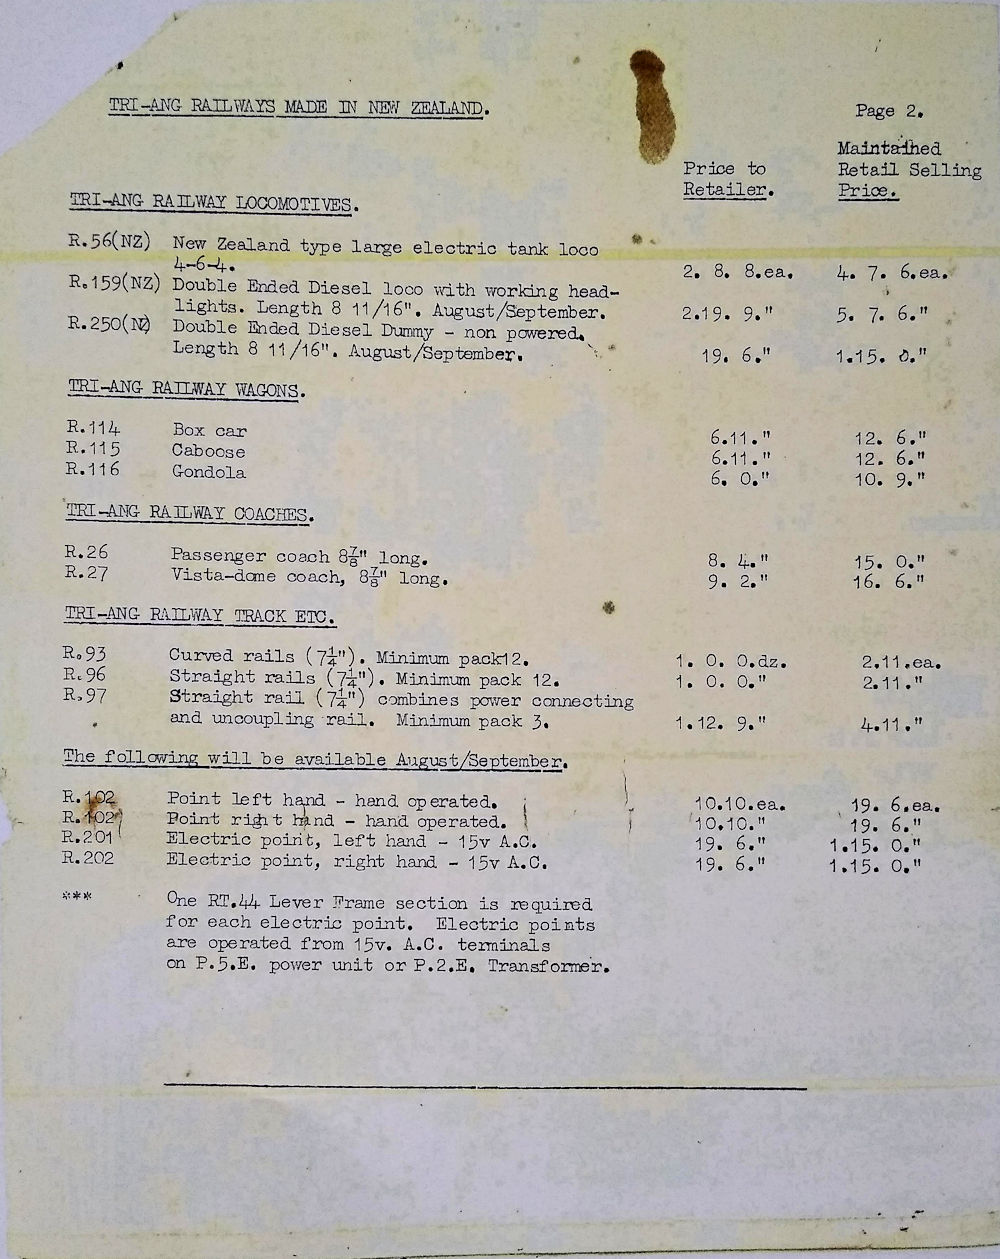 TRI-ANG RAILWAYS MADE IN NEW ZEALAND.
Page 2.
Price to Retailer.
Maintained Retail Selling Price.
TRI-ANG RAILWAY LOCOMOTIVES.
R.56(NZ) New Zealand type large electric tank loco
4-6-4. 2. 8. 8.ea. 4. 7. 6.ea.
R.159(NZ) Double Ended Diesel loco with working head-
lights. Length 8 11/16". August/September. 2.19. 9." 5. 7. 6."
R.250(NZ) Double Ended Diesel Dummy - non powered.
Length 8 11/16". August/September. 19. 6." 1.15. 0."
TRI-ANG RAILWAY WAGONS.
R.114 Box car 6.11." 12. 6."
R.115 Caboose 6.11." 12. 6."
R.116 Gondola 6. 0." 10. 9."
TRI-ANG RAILWAY COACHES.
R.26 Passenger coach 8⅞" long. 8. 4." 15. 0."
R.27 Vista-dome coach, 8⅞" long. 9. 2." 16. 6."
TRI-ANG RAILWAY TRACK ETC.
R.93 Curved rails (7¼"). Minimum pack12. 1. 0. 0.dz. 2.11.ea.
R.96 Straight rails (7¼"). Minimum pack 12. 1. 0. 0." 2.11."
R.97 Straight rail (7¼") combines power connecting
and uncoupling rail. Minimum pack 3. 1.12. 9." 4.11."
The following will be available August/September.
R.102 Point left hand - hand operated. 10.10.ea. 19. 6.ea.
R.102 Point right hand - hand operated. 10.10." 19. 6."
R.201 Electric point, left hand - 15v A.C. 19. 6." 1.15. 0."
R.202 Electric point, right hand - 15v A.C. 19. 6." 1.15. 0."
*** One RT.44 Lever Frame section is required
for each electric point. Electric points
are operated from 15v. A.C. terminals
on P.5.E. power unit or P.2.E. Transformer.